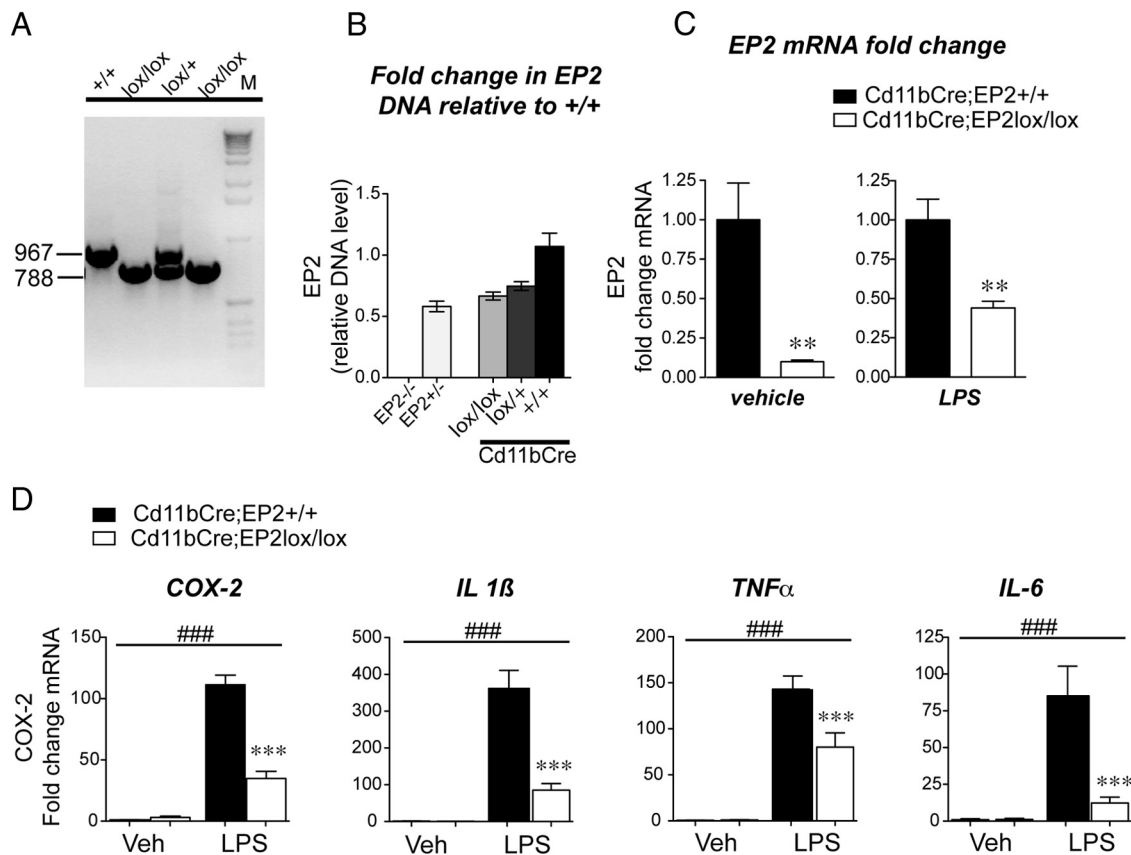 A
+/+ lox/lox lox/+ lox/lox M
967
788
B
Fold change in EP2
DNA relative to +/+
EP2
(relative DNA level)
1.5
1.0
0.5
0.0
EP2-/- EP2+/- lox/lox lox/+ +/+
Cd11bCre
C
EP2 mRNA fold change
Cd11bCre;EP2+/+
Cd11bCre;EP2lox/lox
EP2
fold change mRNA
1.25
1.00
0.75
0.50
0.25
0.00
**
vehicle
1.25
1.00
0.75
0.50
0.25
0.00
**
LPS
D
Cd11bCre;EP2+/+
Cd11bCre;EP2lox/lox
COX-2
COX-2
Fold change mRNA
150
100
50
0
###
***
Veh LPS
IL 1ß
500
400
300
200
100
0
###
***
Veh LPS
TNFα
200
150
100
50
0
###
***
Veh LPS
IL-6
125
100
75
50
25
0
###
***
Veh LPS